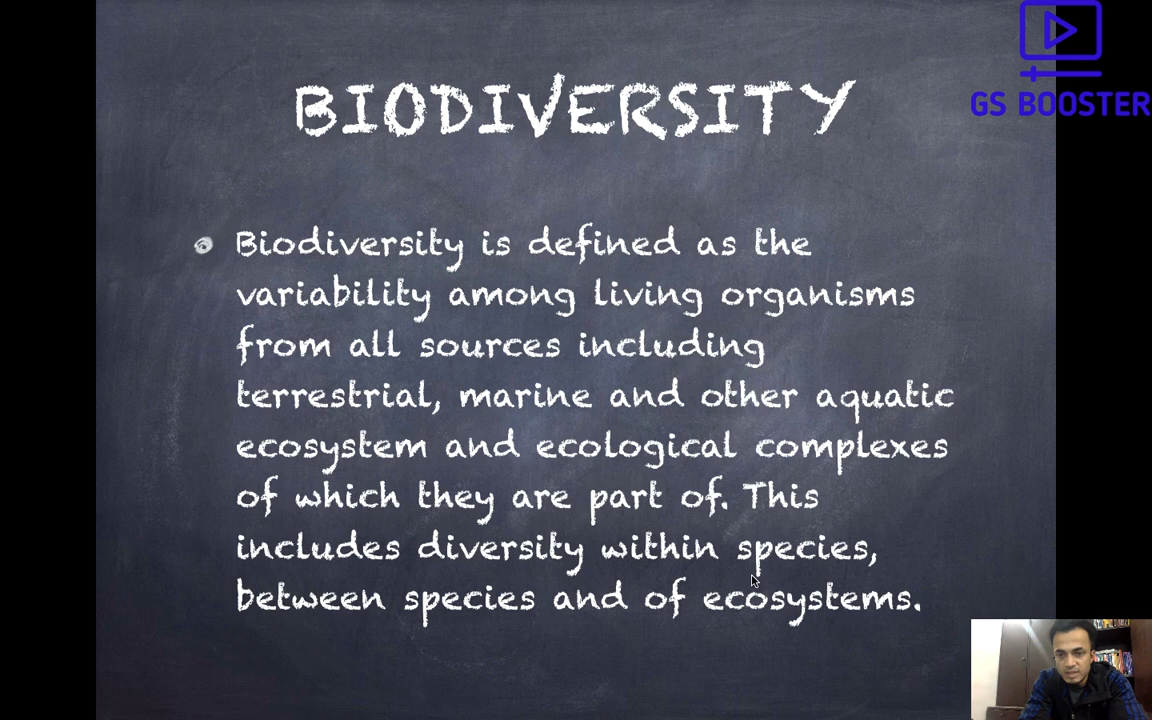 GS BOOSTER
BIODIVERSITY
Biodiversity is defined as the
variability among living organisms
from all sources including
terrestrial, marine and other aquatic
ecosystem and ecological complexes
of which they are part of. This
includes diversity within species,
between species and of ecosystems.